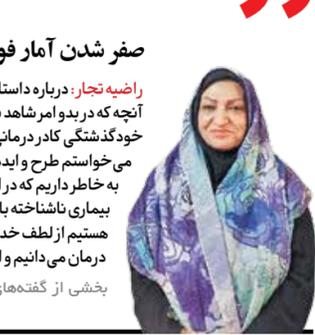 صفر شدن آمار فو
راضیه تجار: درباره داستا
آنچه که در بدو امر شاهد
خودگذشتگی کادر درمانی
می‌خواستم طرح و اید
به خاطر داریم که در ا
بیماری ناشناخته با
هستیم از لطف خد
درمان می‌دانیم و ا
بخشی از گفته‌های